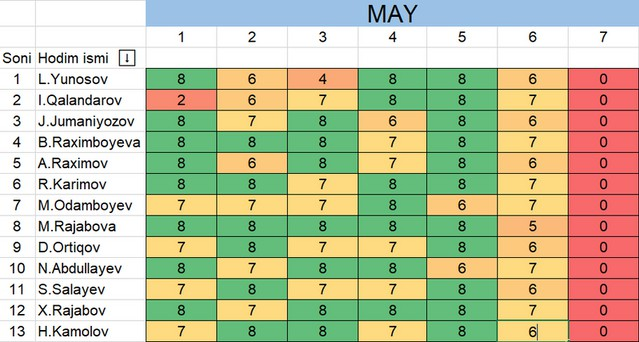 MAY
1 2 3 4 5 6 7
Soni Hodim ismi ↓
1 L.Yunosov 8 6 4 8 8 6 0
2 I.Qalandarov 2 6 7 8 8 7 0
3 J.Jumaniyozov 8 7 8 6 8 7 0
4 B.Raximboyeva 8 8 8 7 8 7 0
5 A.Raximov 8 6 8 7 8 7 0
6 R.Karimov 8 8 7 8 8 7 0
7 M.Odamboyev 7 7 7 8 6 7 0
8 M.Rajabova 8 8 8 8 8 5 0
9 D.Ortiqov 7 8 7 7 8 6 0
10 N.Abdullayev 8 7 8 8 6 7 0
11 S.Salayev 7 8 7 7 8 6 0
12 X.Rajabov 8 7 8 8 8 7 0
13 H.Kamolov 7 8 8 7 8 6 0